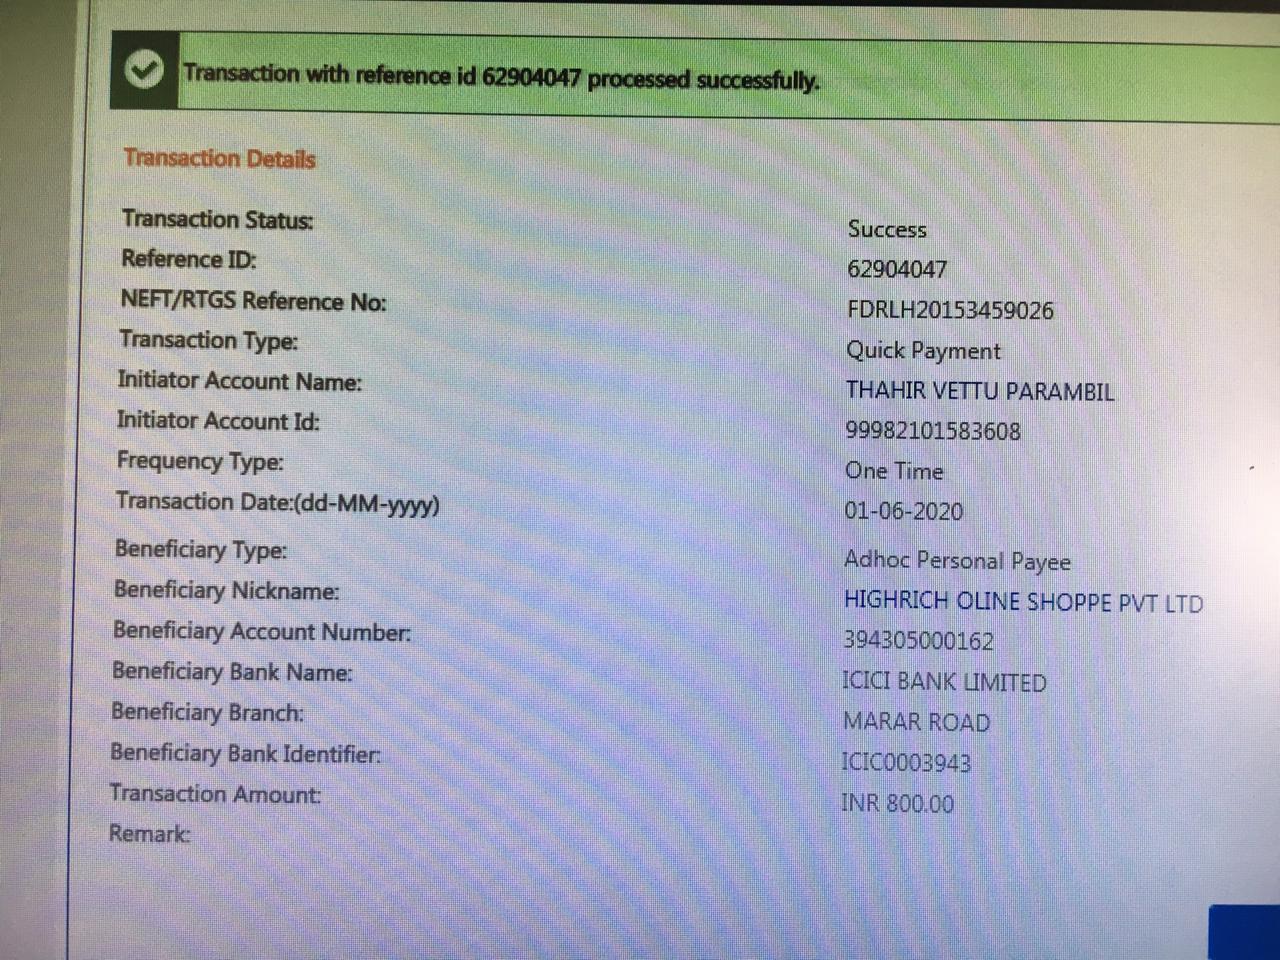 Transaction with reference id 62904047 processed successfully.
Transaction Details
Transaction Status: Success
Reference ID: 62904047
NEFT/RTGS Reference No: FDRLH20153459026
Transaction Type: Quick Payment
Initiator Account Name: THAHIR VETTU PARAMBIL
Initiator Account Id: 99982101583608
Frequency Type: One Time
Transaction Date:(dd-MM-yyyy) 01-06-2020
Beneficiary Type: Adhoc Personal Payee
Beneficiary Nickname: HIGHRICH OLINE SHOPPE PVT LTD
Beneficiary Account Number: 394305000162
Beneficiary Bank Name: ICICI BANK LIMITED
Beneficiary Branch: MARAR ROAD
Beneficiary Bank Identifier: ICIC0003943
Transaction Amount: INR 800.00
Remark: